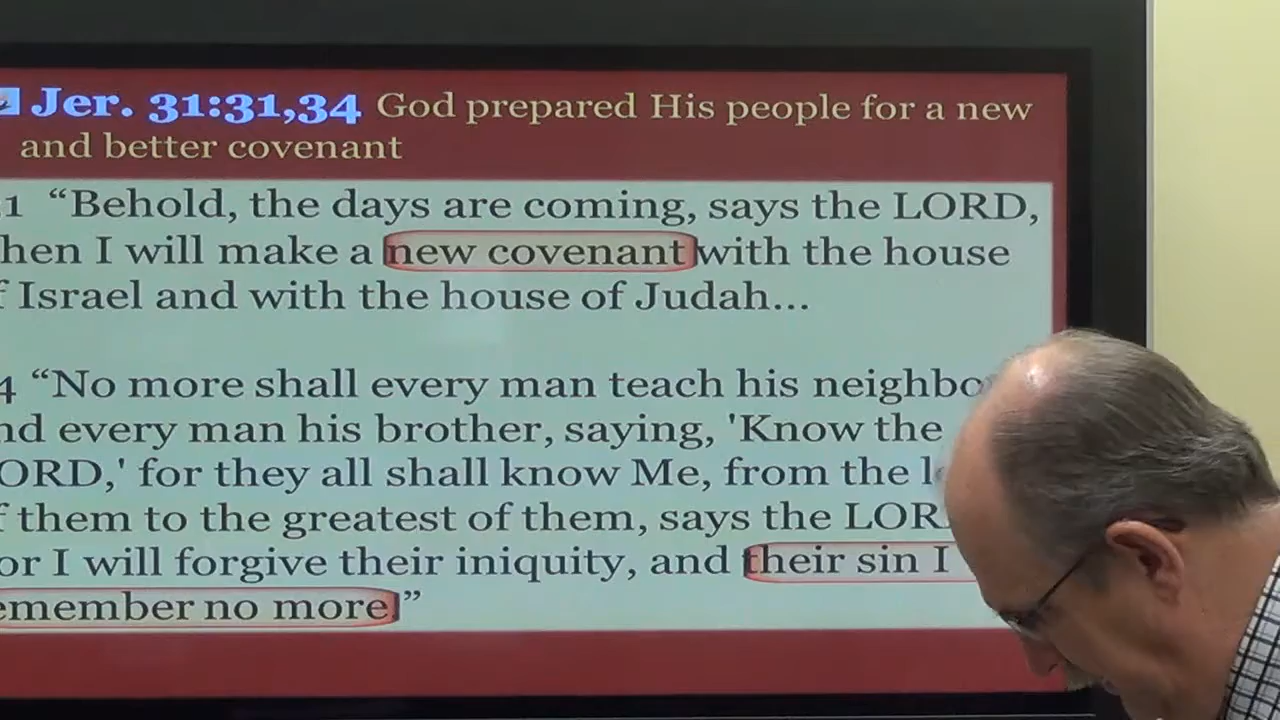 Jer. 31:31,34 God prepared His people for a new
and better covenant
1 “Behold, the days are coming, says the LORD,
hen I will make a new covenant with the house
f Israel and with the house of Judah...
4 “No more shall every man teach his neighbo
nd every man his brother, saying, 'Know the
ORD,' for they all shall know Me, from the l
f them to the greatest of them, says the LOR
or I will forgive their iniquity, and their sin I
emember no more.”